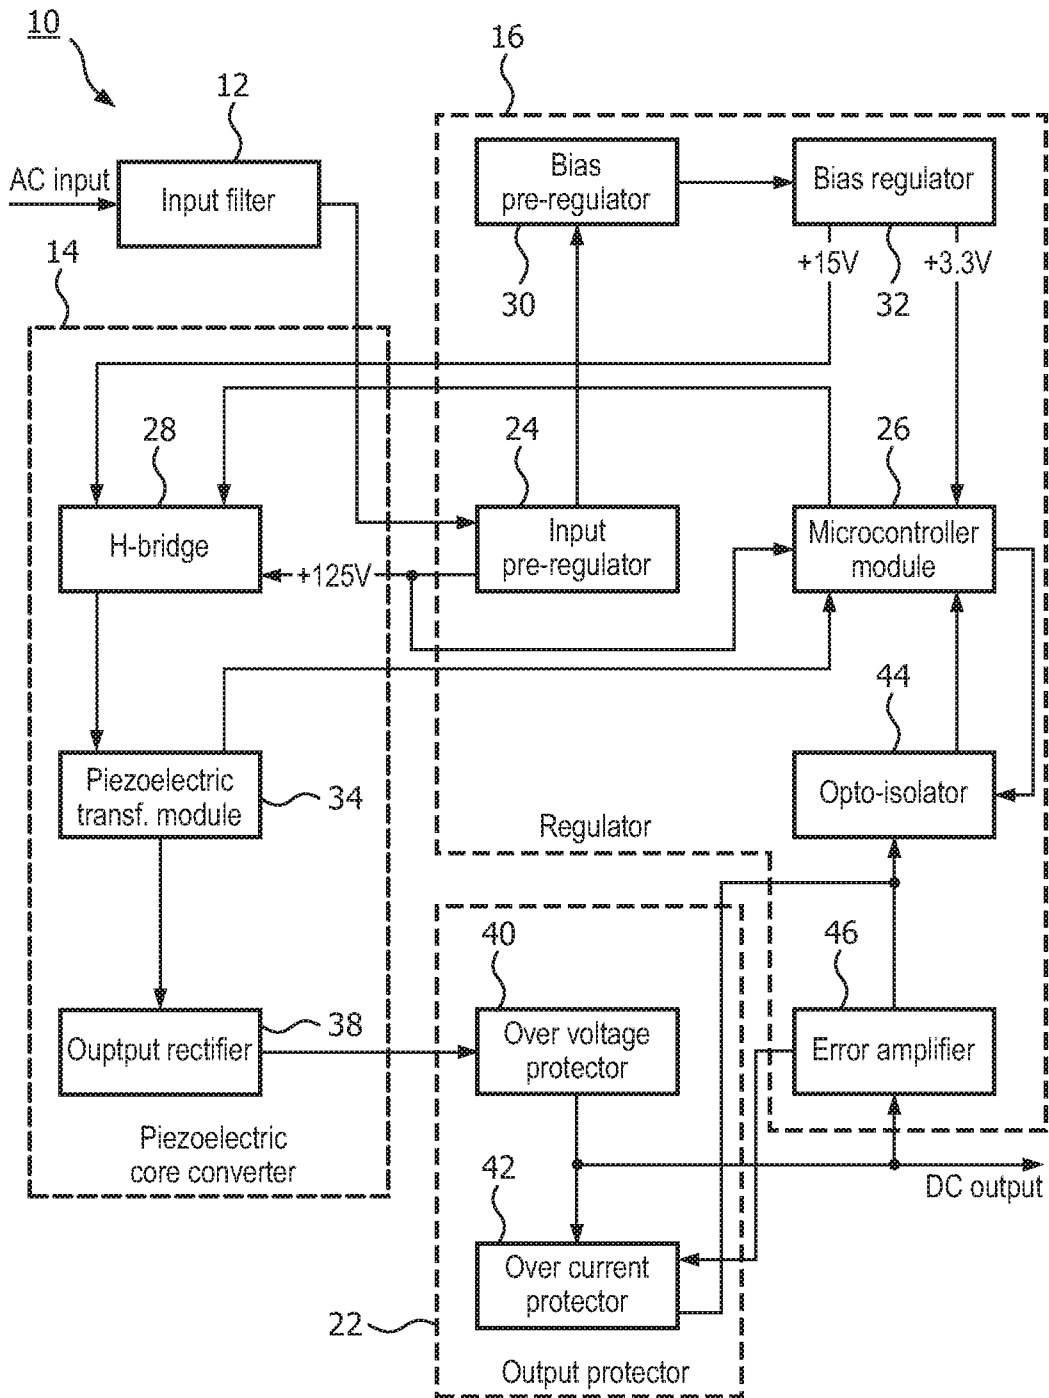 10
16
12
AC input
Input filter
Bias
pre-regulator
Bias regulator
14
30
+15V
32
+3.3V
28
24
26
H-bridge
+125V
Input
pre-regulator
Microcontroller
module
44
Piezoelectric
transf. module
34
Regulator
Opto-isolator
40
46
Ouptput rectifier
38
Over voltage
protector
Error amplifier
Piezoelectric
core converter
42
DC output
Over current
protector
22
Output protector